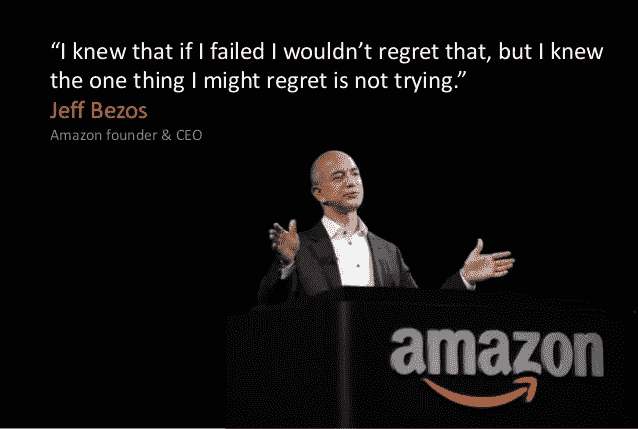 “I knew that if I failed I wouldn’t regret that, but I knew
the one thing I might regret is not trying.”
Jeff Bezos
Amazon founder & CEO
amazon